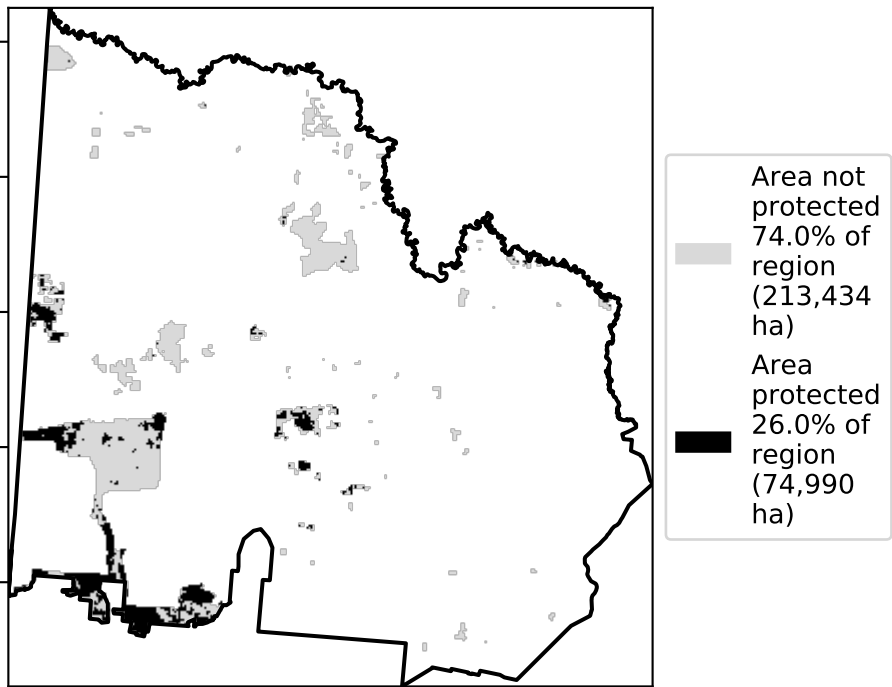 Area not
protected
74.0% of
region
(213,434
ha)
Area
protected
26.0% of
region
(74,990
ha)